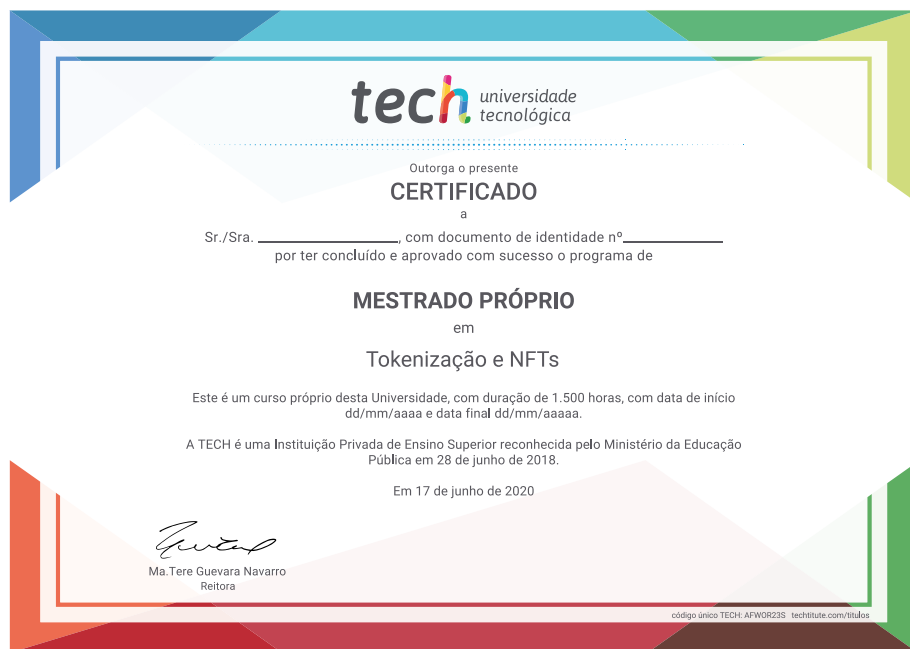 tech universidade
tecnológica
Outorga o presente
CERTIFICADO
a
Sr./Sra. ____________________, com documento de identidade nº______________
por ter concluído e aprovado com sucesso o programa de
MESTRADO PRÓPRIO
em
Tokenização e NFTs
Este é um curso próprio desta Universidade, com duração de 1.500 horas, com data de início
dd/mm/aaaa e data final dd/mm/aaaaa.
A TECH é uma Instituição Privada de Ensino Superior reconhecida pelo Ministério da Educação
Pública em 28 de junho de 2018.
Em 17 de junho de 2020
Ma.Tere Guevara Navarro
Reitora
código único TECH: AFWOR23S techtitute.com/titulos